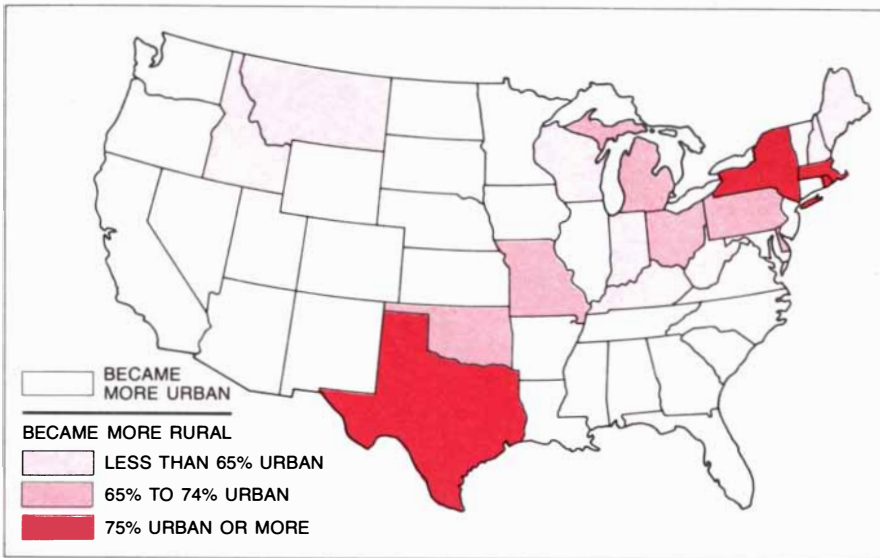 BECAME
MORE URBAN
BECAME MORE RURAL
LESS THAN 65% URBAN
65% TO 74% URBAN
75% URBAN OR MORE